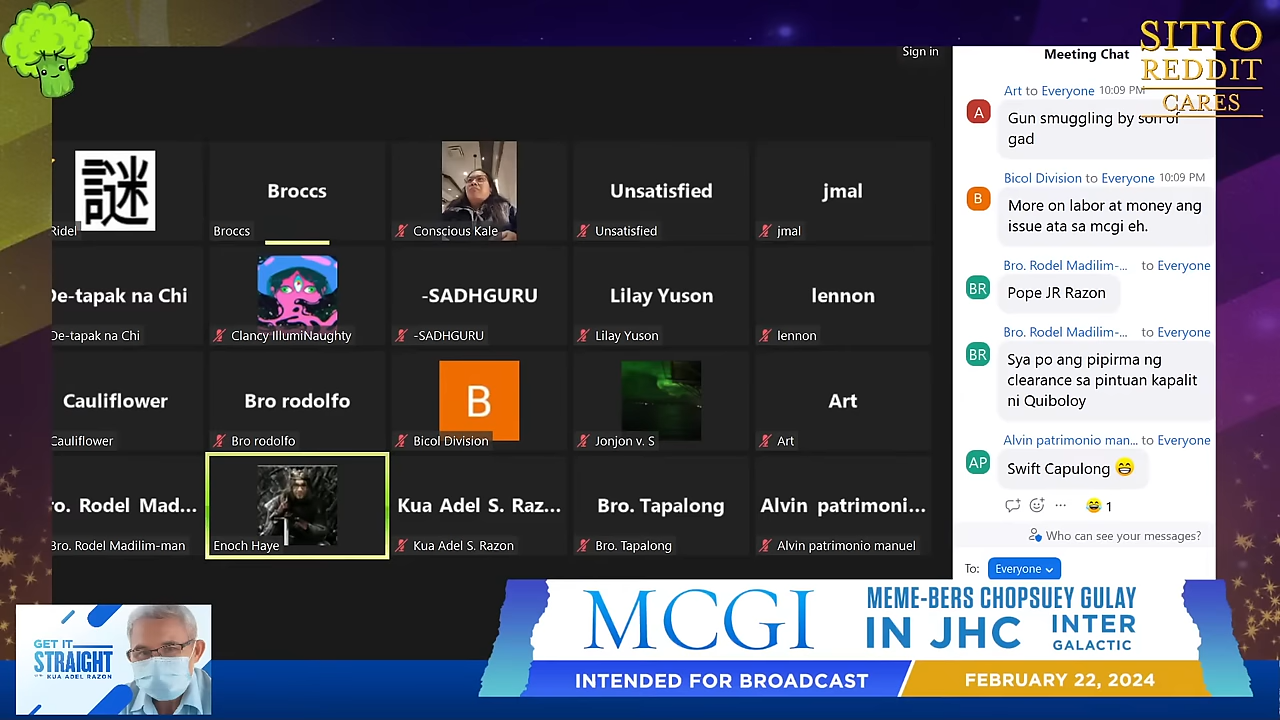 SITIO
REDDIT
CARES
Sign in
Meeting Chat
謎
Ridel
Broccs
Broccs
Conscious Kale
Unsatisfied
Unsatisfied
jmal
jmal
De-tapak na Chi
De-tapak na Chi
Clancy IllumiNaughty
-SADHGURU
-SADHGURU
Lilay Yuson
Lilay Yuson
lennon
lennon
Cauliflower
Cauliflower
Bro rodolfo
Bro rodolfo
B
Bicol Division
Jonjon v. S
Art
Art
ro. Rodel Mad...
Bro. Rodel Madilim-man
Enoch Haye
Kua Adel S. Raz...
Kua Adel S. Razon
Bro. Tapalong
Bro. Tapalong
Alvin patrimoni...
Alvin patrimonio manuel
Art to Everyone 10:09 PM
A
Gun smuggling by son of
gad
Bicol Division to Everyone 10:09 PM
B
More on labor at money ang
issue ata sa mcgi eh.
Bro. Rodel Madilim-... to Everyone
BR
Pope JR Razon
Bro. Rodel Madilim-... to Everyone
BR
Sya po ang pipirma ng
clearance sa pintuan kapalit
ni Quiboloy
Alvin patrimonio man... to Everyone
AP
Swift Capulong 😁
😂 1
Who can see your messages?
To: Everyone
GET IT
STRAIGHT
KUA ADEL RAZON
MCGI
MEME-BERS CHOPSUEY GULAY
IN JHC INTER
GALACTIC
INTENDED FOR BROADCAST
FEBRUARY 22, 2024